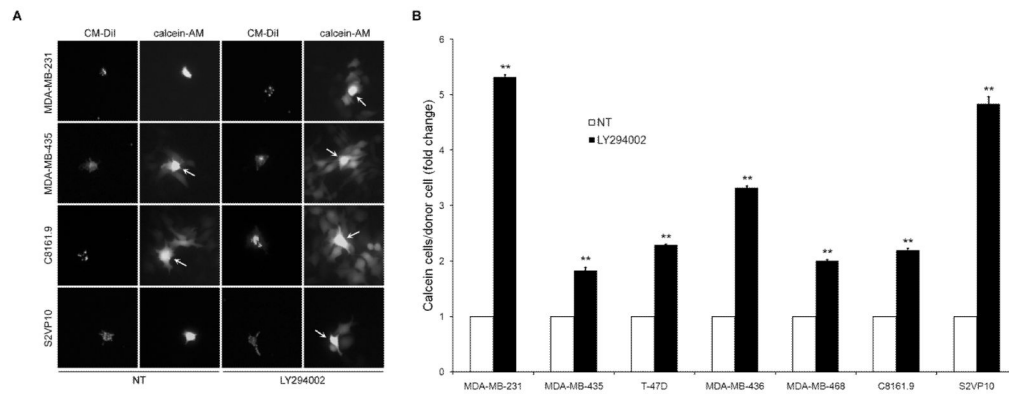 A
CM-DiI
calcein-AM
CM-DiI
calcein-AM
MDA-MB-231
MDA-MB-435
C8161.9
S2VP10
NT
LY294002
B
Calcein cells/donor cell (fold change)
6
5
4
3
2
1
0
**
**
**
**
**
**
**
NT
LY294002
MDA-MB-231
MDA-MB-435
T-47D
MDA-MB-436
MDA-MB-468
C8161.9
S2VP10